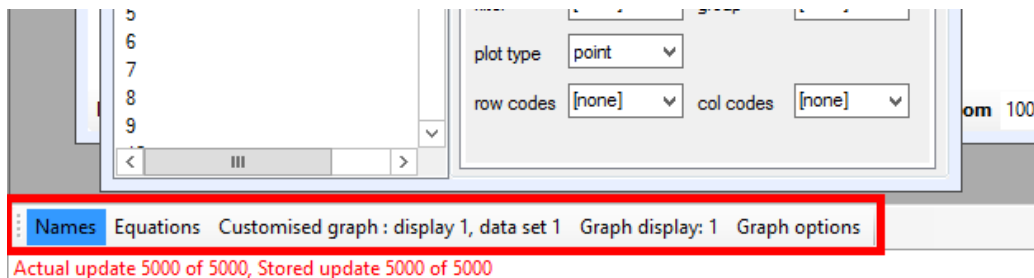 5
6
7
plot type point
8
row codes [none] col codes [none]
om 100
9
Names Equations Customised graph : display 1, data set 1 Graph display: 1 Graph options
Actual update 5000 of 5000, Stored update 5000 of 5000